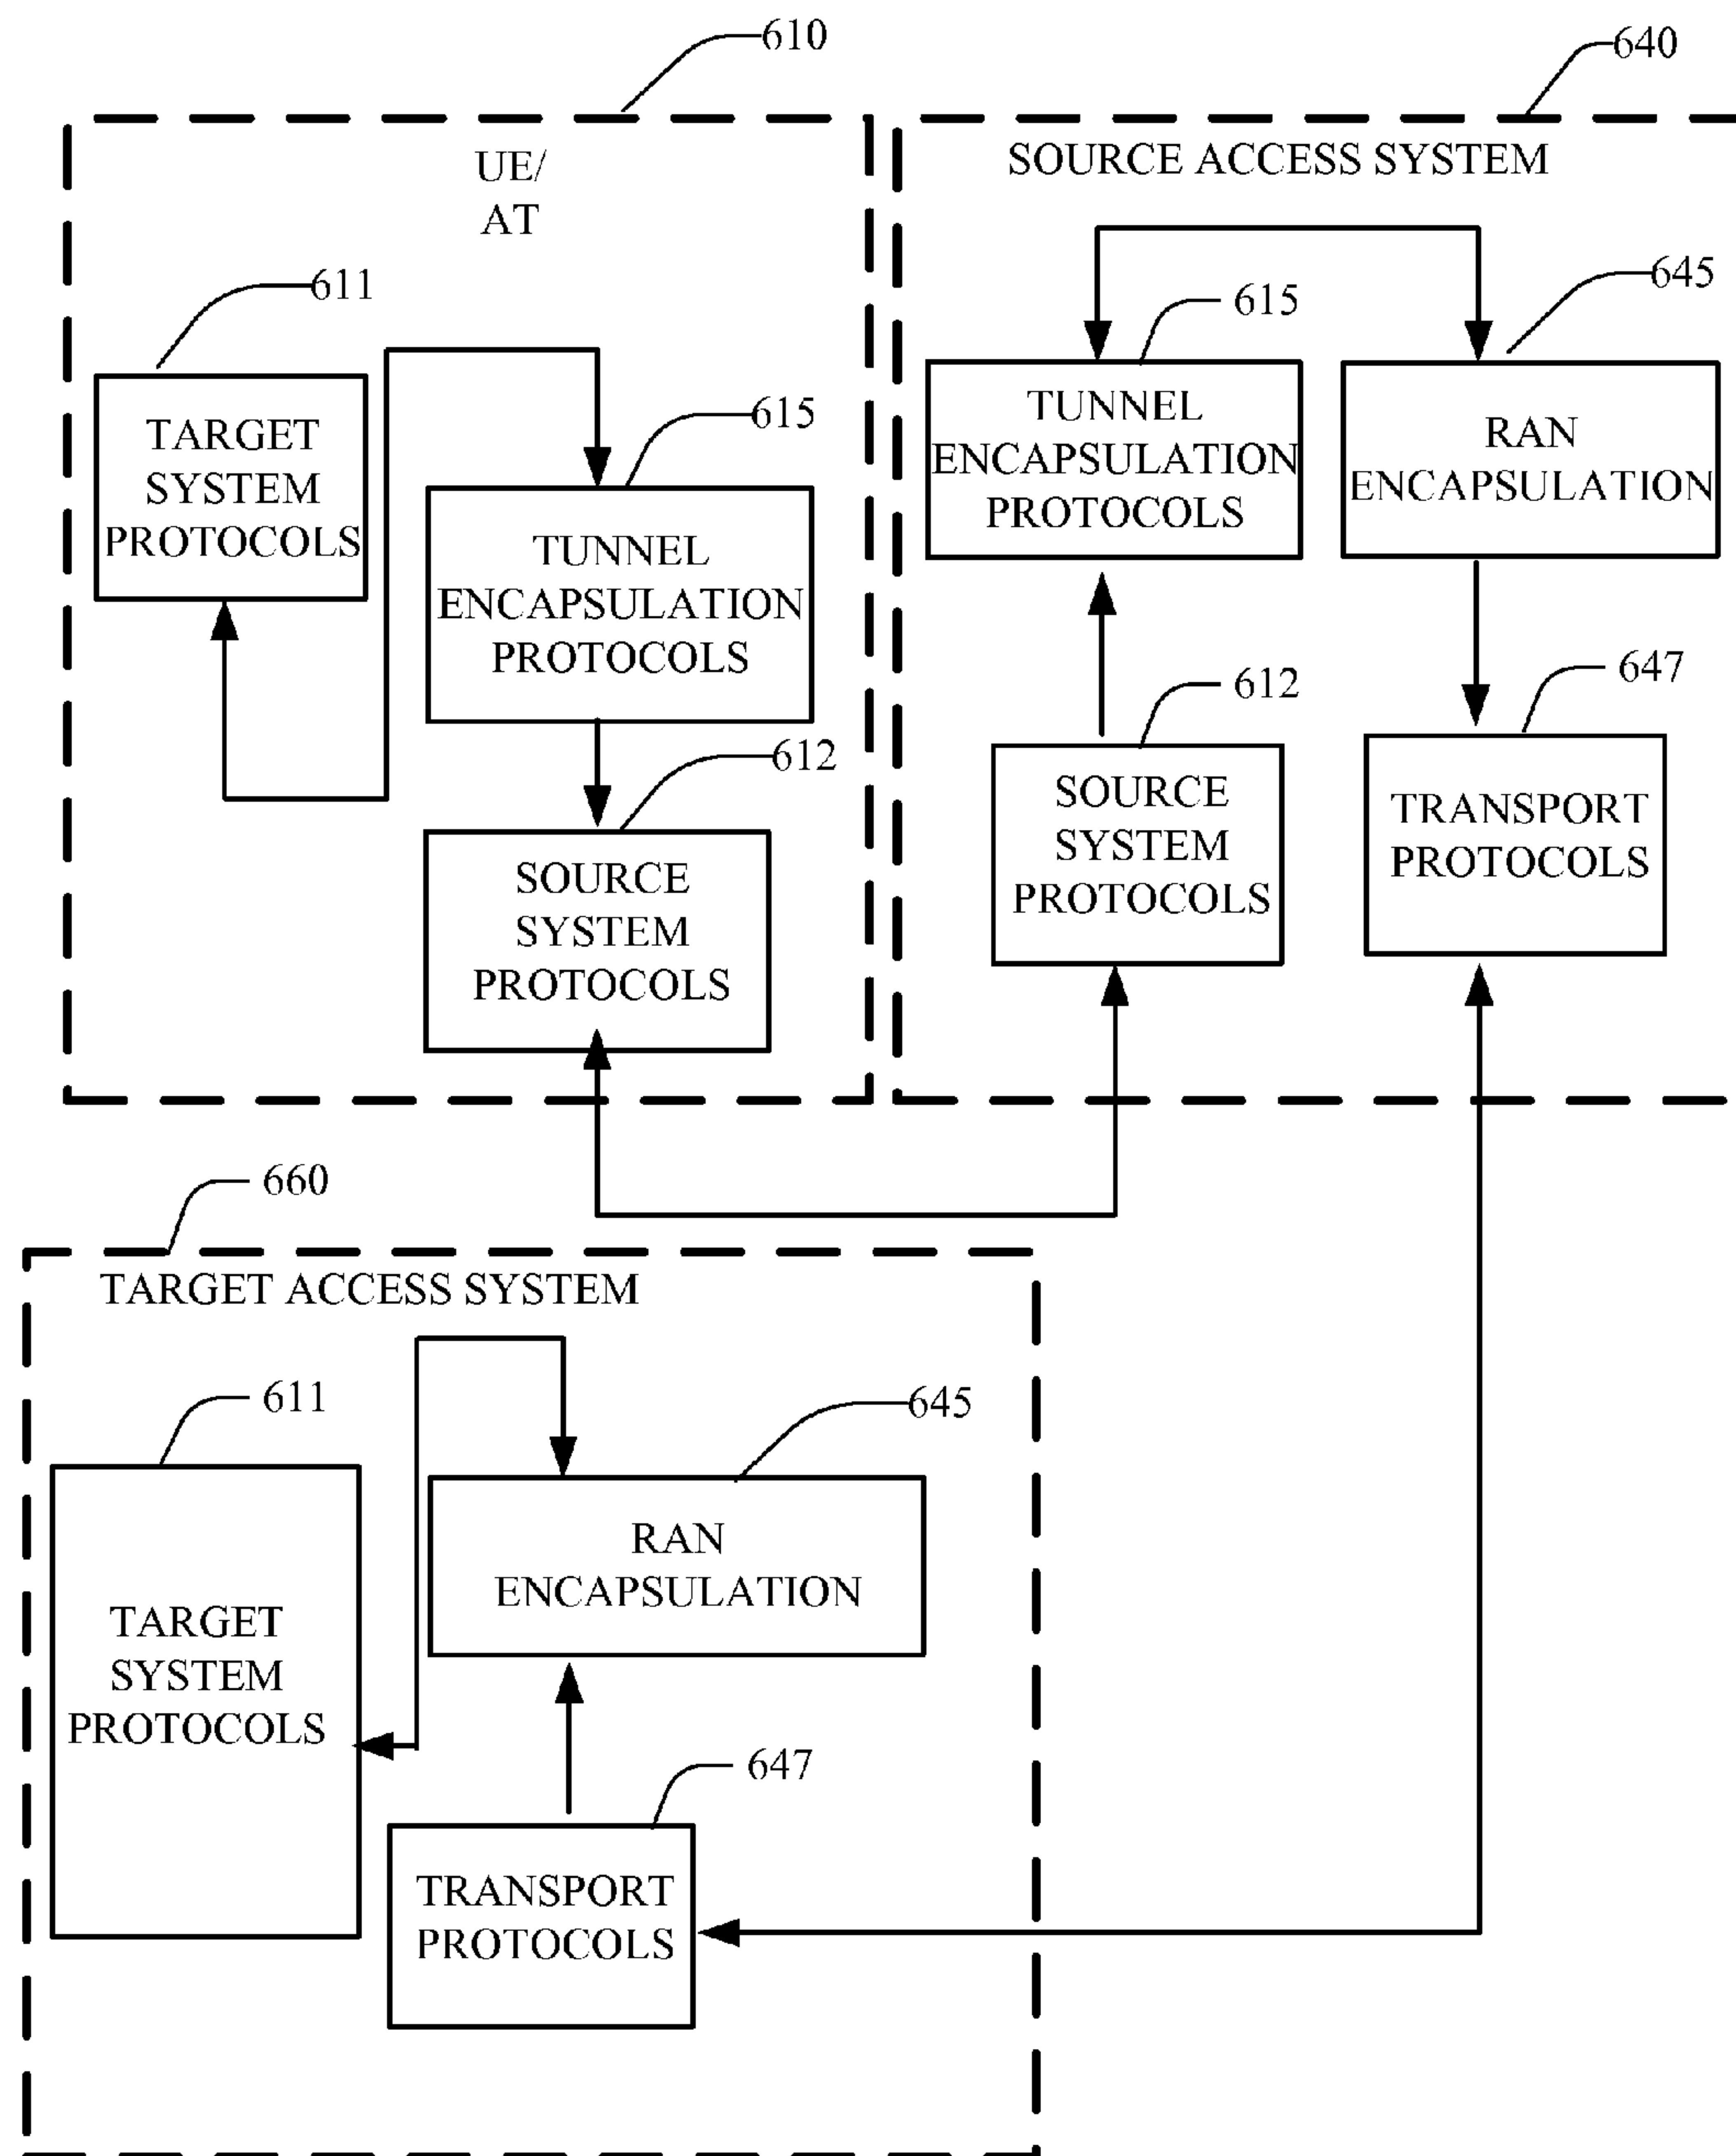 610
640
UE/
AT
SOURCE ACCESS SYSTEM
611
615
645
615
TARGET
SYSTEM
PROTOCOLS
TUNNEL
ENCAPSULATION
PROTOCOLS
RAN
ENCAPSULATION
TUNNEL
ENCAPSULATION
PROTOCOLS
612
612
647
SOURCE
SYSTEM
PROTOCOLS
SOURCE
SYSTEM
PROTOCOLS
TRANSPORT
PROTOCOLS
660
TARGET ACCESS SYSTEM
611
645
RAN
ENCAPSULATION
TARGET
SYSTEM
PROTOCOLS
647
TRANSPORT
PROTOCOLS